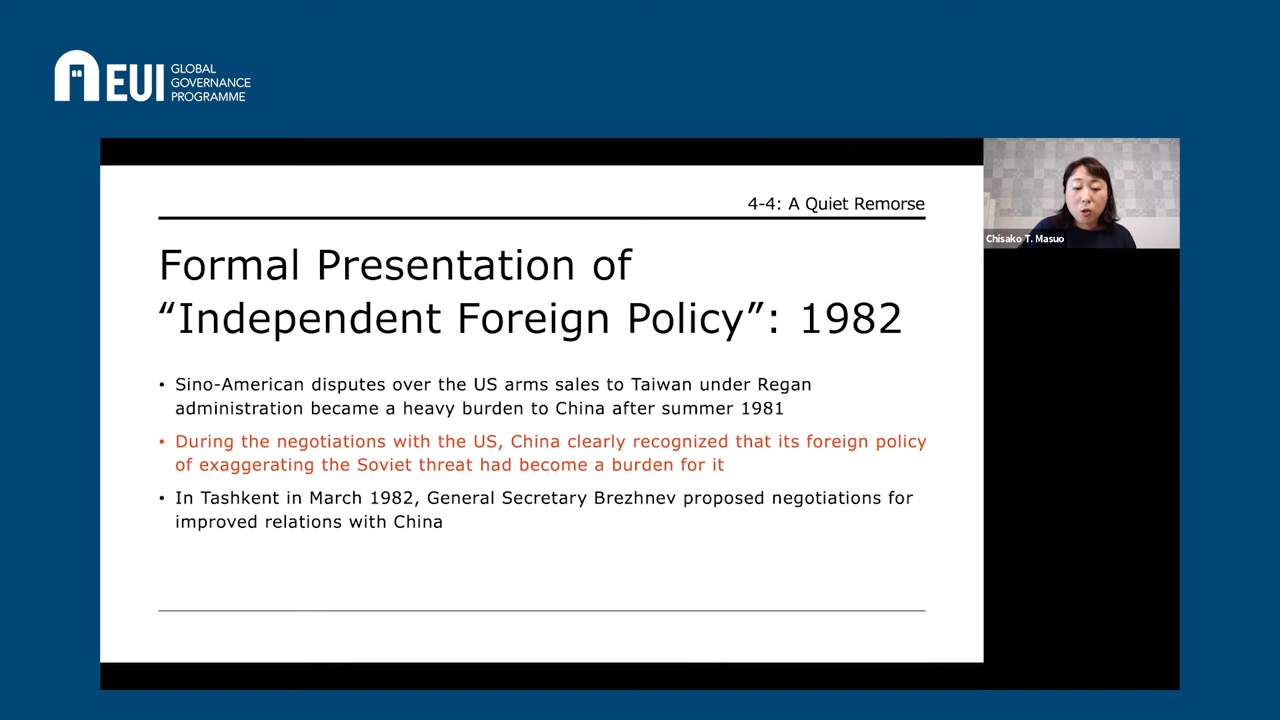 EUI
GLOBAL
GOVERNANCE
PROGRAMME
4-4: A Quiet Remorse
Formal Presentation of
“Independent Foreign Policy”: 1982
• Sino-American disputes over the US arms sales to Taiwan under Regan
administration became a heavy burden to China after summer 1981
• During the negotiations with the US, China clearly recognized that its foreign policy
of exaggerating the Soviet threat had become a burden for it
• In Tashkent in March 1982, General Secretary Brezhnev proposed negotiations for
improved relations with China
Chisako T. Masuo